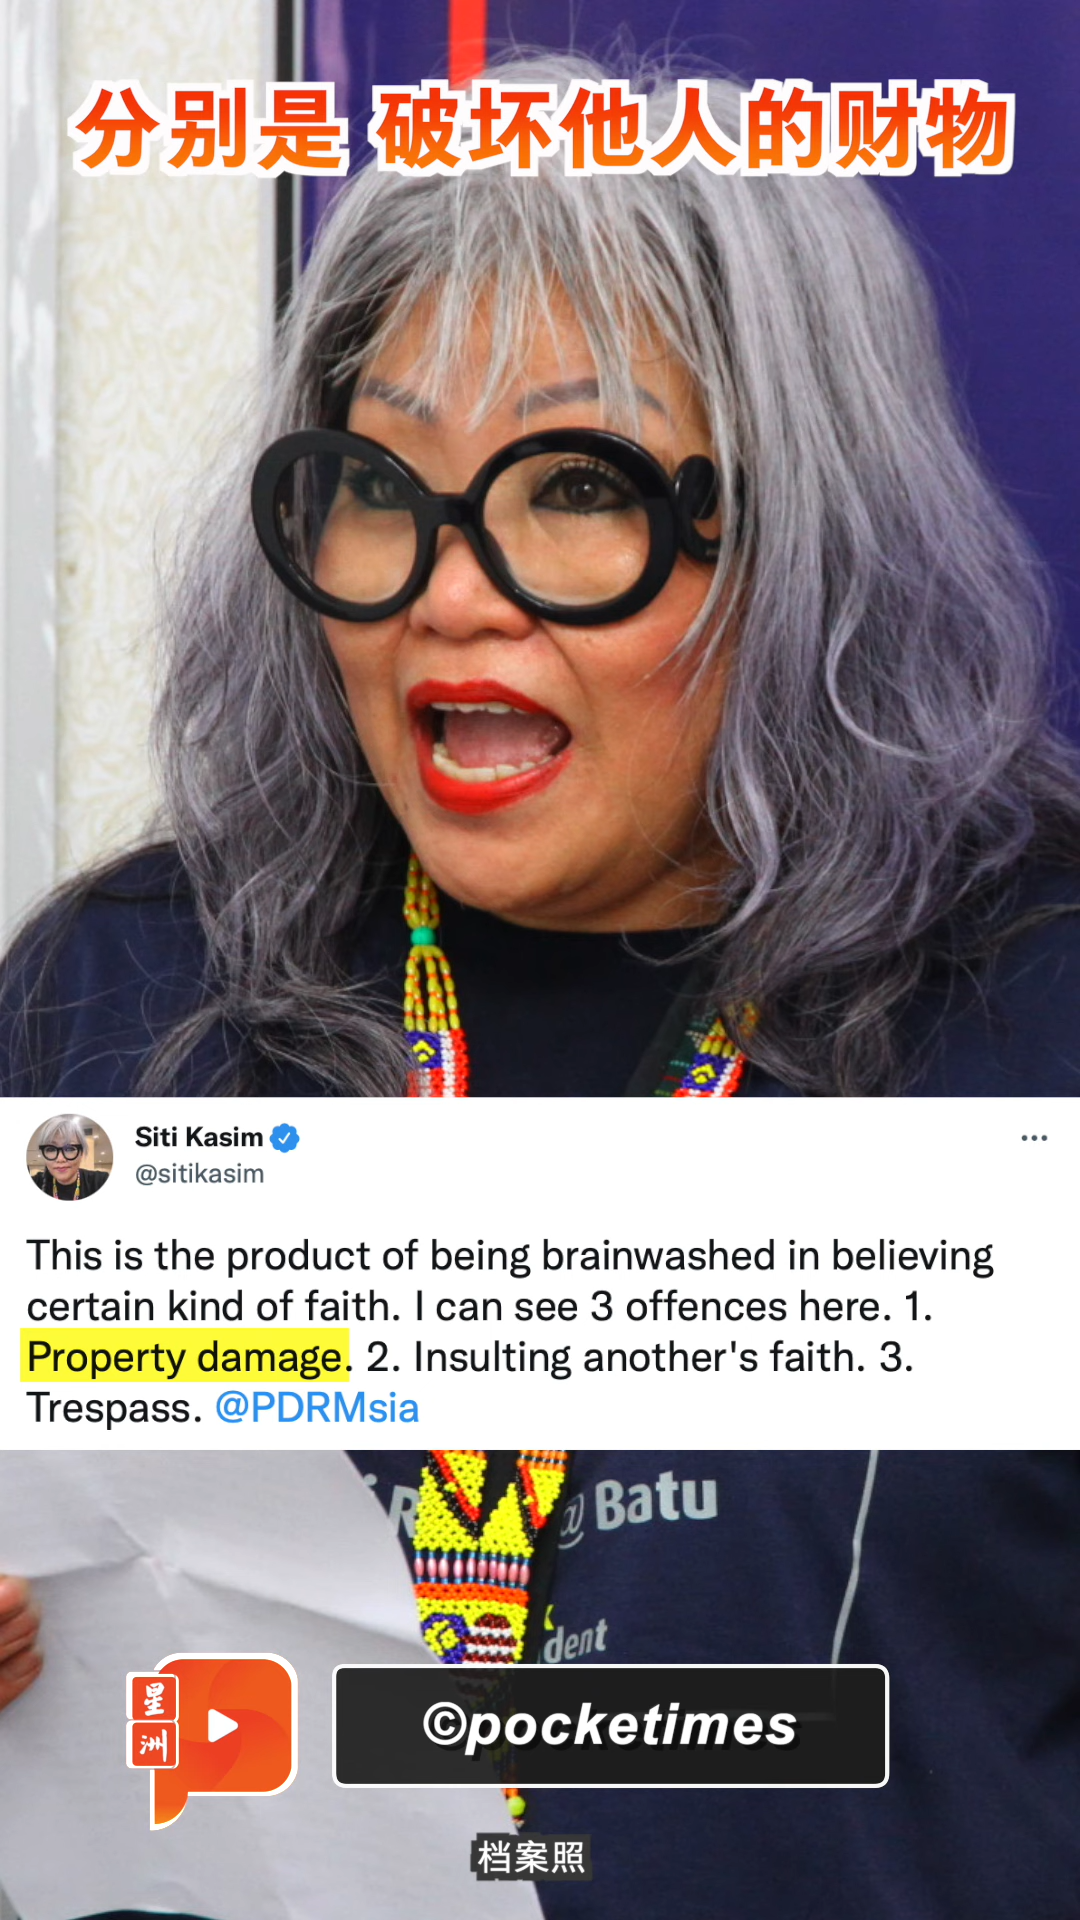 分别是 破坏他人的财物
Siti Kasim
@sitikasim
This is the product of being brainwashed in believing
certain kind of faith. I can see 3 offences here. 1.
Property damage. 2. Insulting another's faith. 3.
Trespass. @PDRMsia
@ Batu
dent
星洲
©pocketimes
档案照